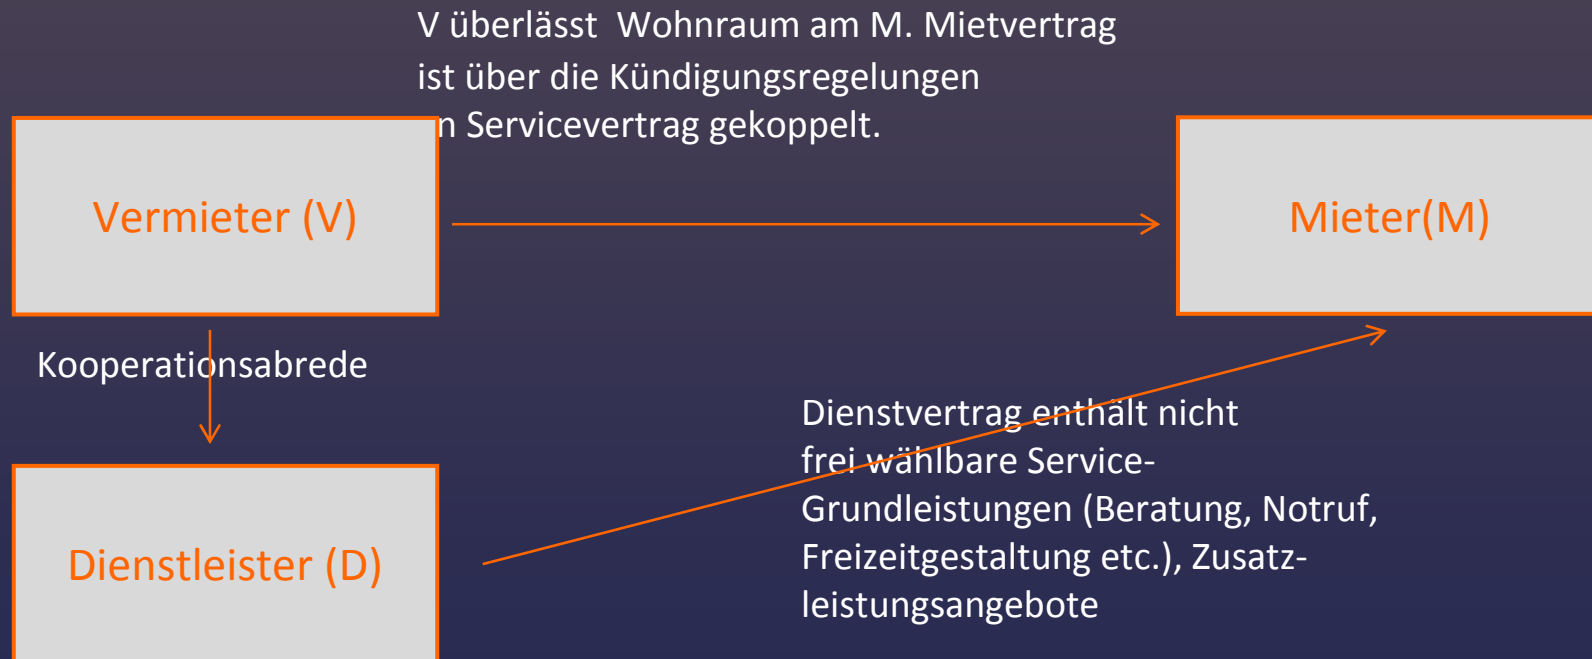 V überlässt  Wohnraum am M. Mietvertrag
ist über die Kündigungsregelungen
n Servicevertrag gekoppelt.
Vermieter (V)
Mieter(M)
Kooperationsabrede
Dienstvertrag enthält nicht
frei wählbare Service-
Grundleistungen (Beratung, Notruf,
Freizeitgestaltung etc.), Zusatz-
leistungsangebote
Dienstleister (D)